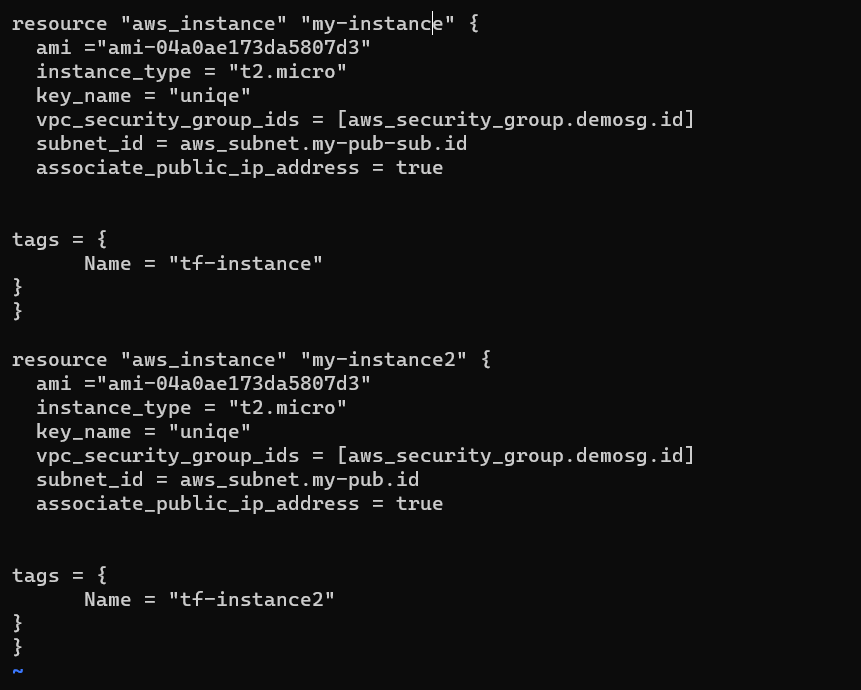 resource "aws_instance" "my-instance" {
  ami ="ami-04a0ae173da5807d3"
  instance_type = "t2.micro"
  key_name = "uniqe"
  vpc_security_group_ids = [aws_security_group.demosg.id]
  subnet_id = aws_subnet.my-pub-sub.id
  associate_public_ip_address = true


tags = {
      Name = "tf-instance"
}
}

resource "aws_instance" "my-instance2" {
  ami ="ami-04a0ae173da5807d3"
  instance_type = "t2.micro"
  key_name = "uniqe"
  vpc_security_group_ids = [aws_security_group.demosg.id]
  subnet_id = aws_subnet.my-pub.id
  associate_public_ip_address = true


tags = {
      Name = "tf-instance2"
}
}
~